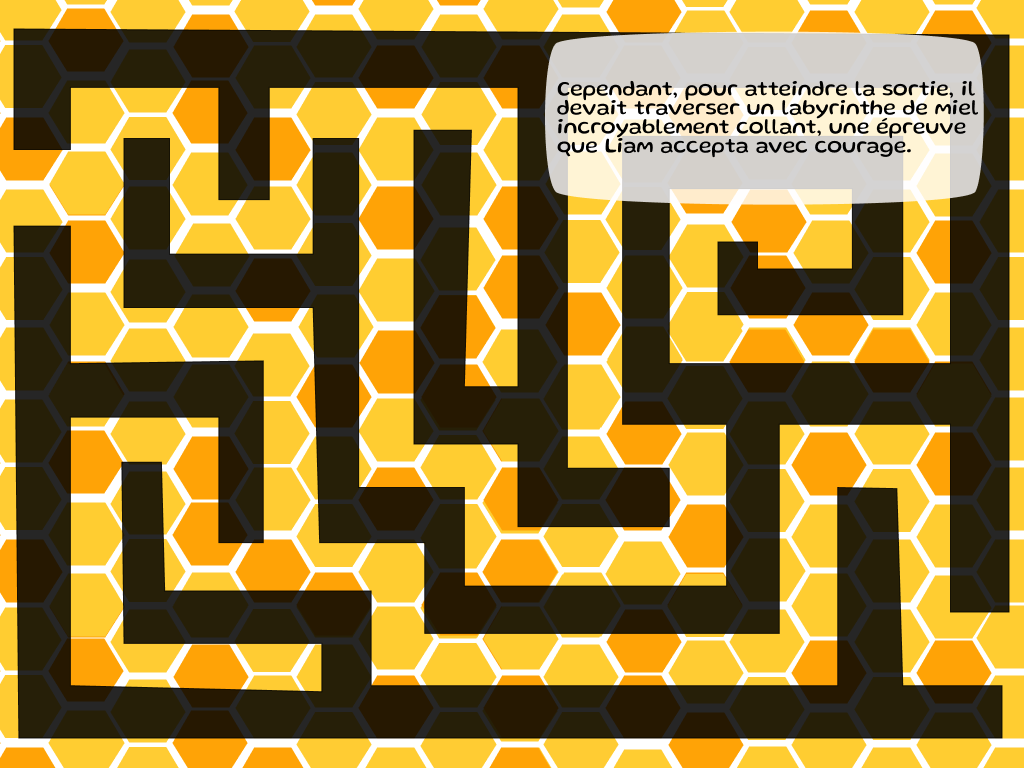 Cependant, pour atteindre la sortie, il
devait traverser un labyrinthe de miel
incroyablement collant, une épreuve
que Liam accepta avec courage.